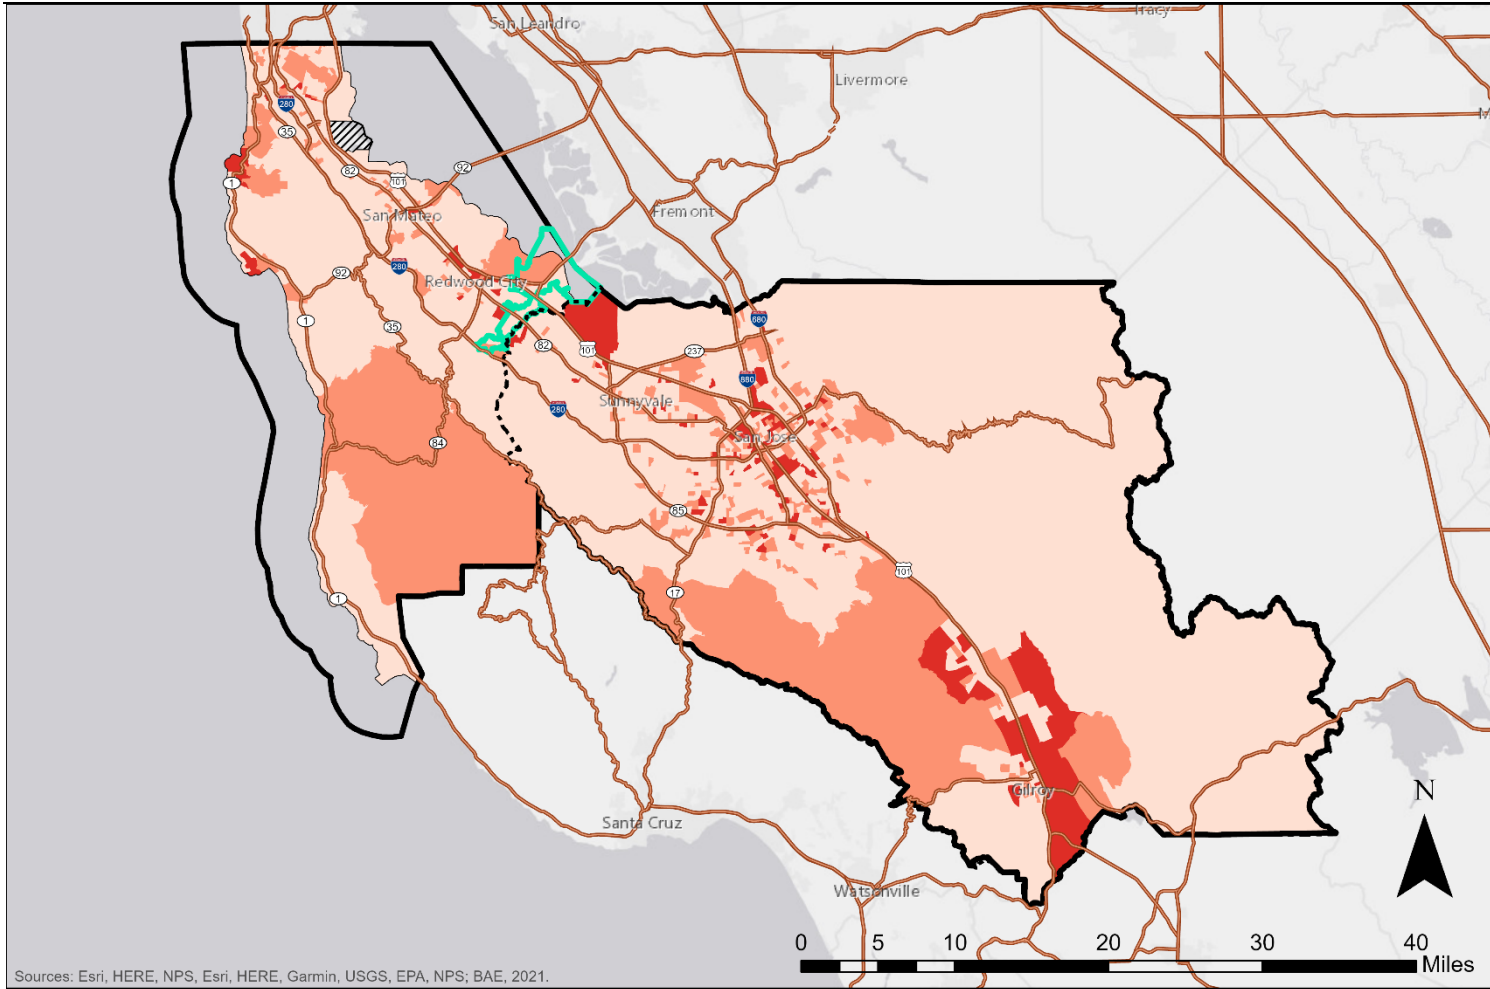 San Leandro
Tracy
Livermore
280
35
92
82
101
1
Fremont
San Mateo
92
280
Redwood City
1
35
680
82
101
237
880
Sunnyvale
280
San Jose
84
85
101
1
17
Gilroy
N
Santa Cruz
Watsonville
0 5 10 20 30 40
Miles
Sources: Esri, HERE, NPS, Esri, HERE, Garmin, USGS, EPA, NPS; BAE, 2021.